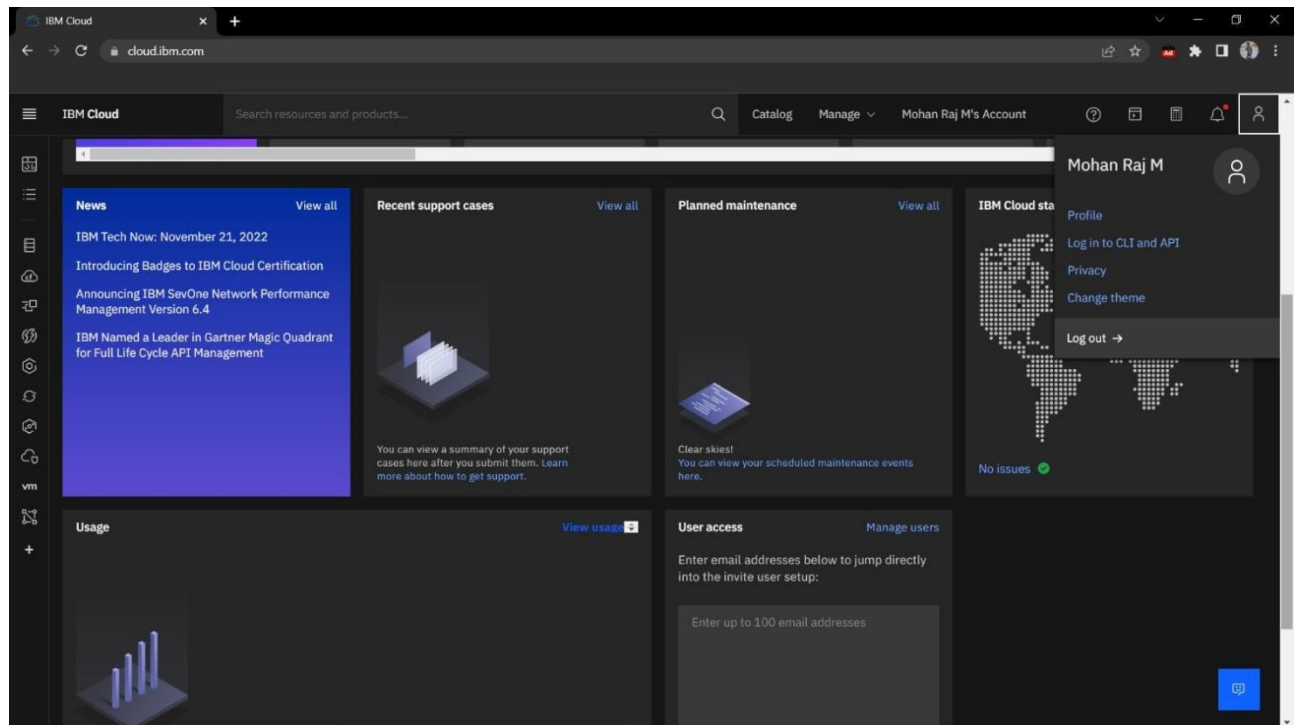 IBM Cloud
cloud.ibm.com
Ad
IBM Cloud
Search resources and products...
Catalog
Manage
Mohan Raj M's Account
Mohan Raj M
Profile
Log in to CLI and API
Privacy
Change theme
Log out →
News
View all
IBM Tech Now: November 21, 2022
Introducing Badges to IBM Cloud Certification
Announcing IBM SevOne Network Performance
Management Version 6.4
IBM Named a Leader in Gartner Magic Quadrant
for Full Life Cycle API Management
Recent support cases
View all
You can view a summary of your support
cases here after you submit them. Learn
more about how to get support.
Planned maintenance
View all
Clear skies!
You can view your scheduled maintenance events
here.
IBM Cloud sta
No issues
vm
Usage
View usage
User access
Manage users
Enter email addresses below to jump directly
into the invite user setup:
Enter up to 100 email addresses